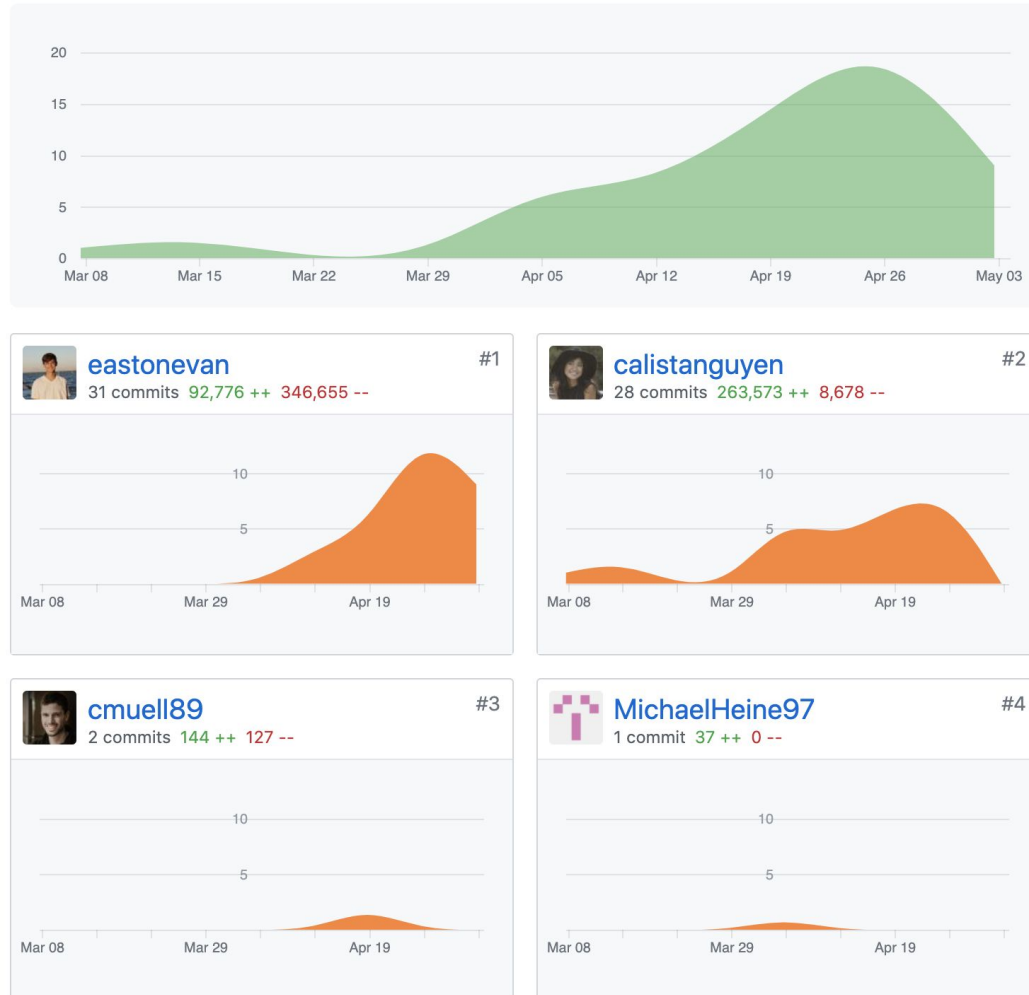 20
15
10
5
0
Mar 08 Mar 15 Mar 22 Mar 29 Apr 05 Apr 12 Apr 19 Apr 26 May 03
eastonevan #1
31 commits 92,776 ++ 346,655 --
10
5
Mar 08 Mar 29 Apr 19
calistanguyen #2
28 commits 263,573 ++ 8,678 --
10
5
Mar 08 Mar 29 Apr 19
cmuell89 #3
2 commits 144 ++ 127 --
10
5
Mar 08 Mar 29 Apr 19
MichaelHeine97 #4
1 commit 37 ++ 0 --
10
5
Mar 08 Mar 29 Apr 19